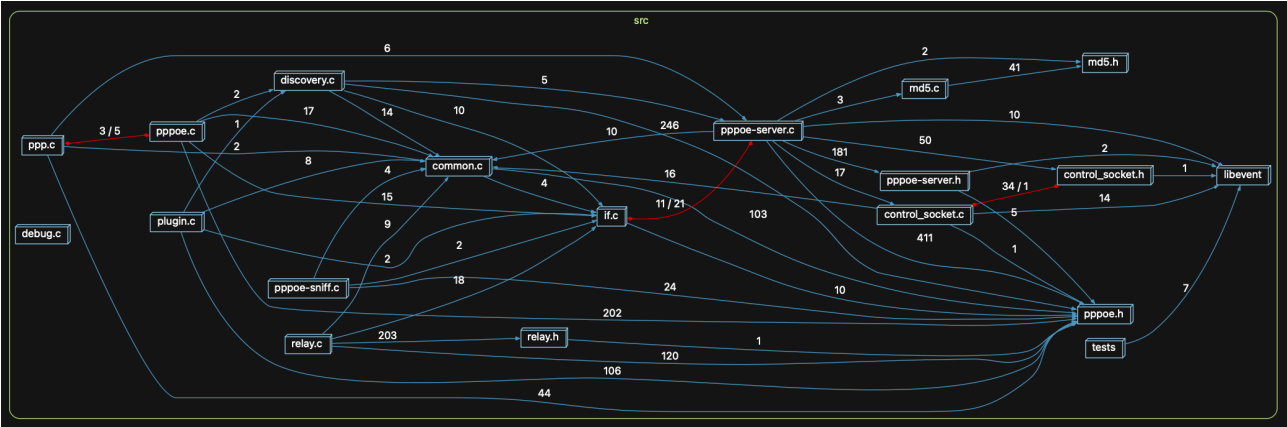 src
6
2
md5.h
41
discovery.c
5
md5.c
2
3
3 / 5
pppoe.c
17
14
10
10
246
pppoe-server.c
10
ppp.c
1
2
50
181
8
common.c
2
4
4
16
17
pppoe-server.h
control_socket.h
1
libevent
34 / 1
15
11 / 21
103
14
plugin.c
9
if.c
control_socket.c
5
debug.c
411
2
2
1
18
10
pppoe-sniff.c
24
7
202
pppoe.h
relay.c
203
relay.h
1
tests
120
106
44